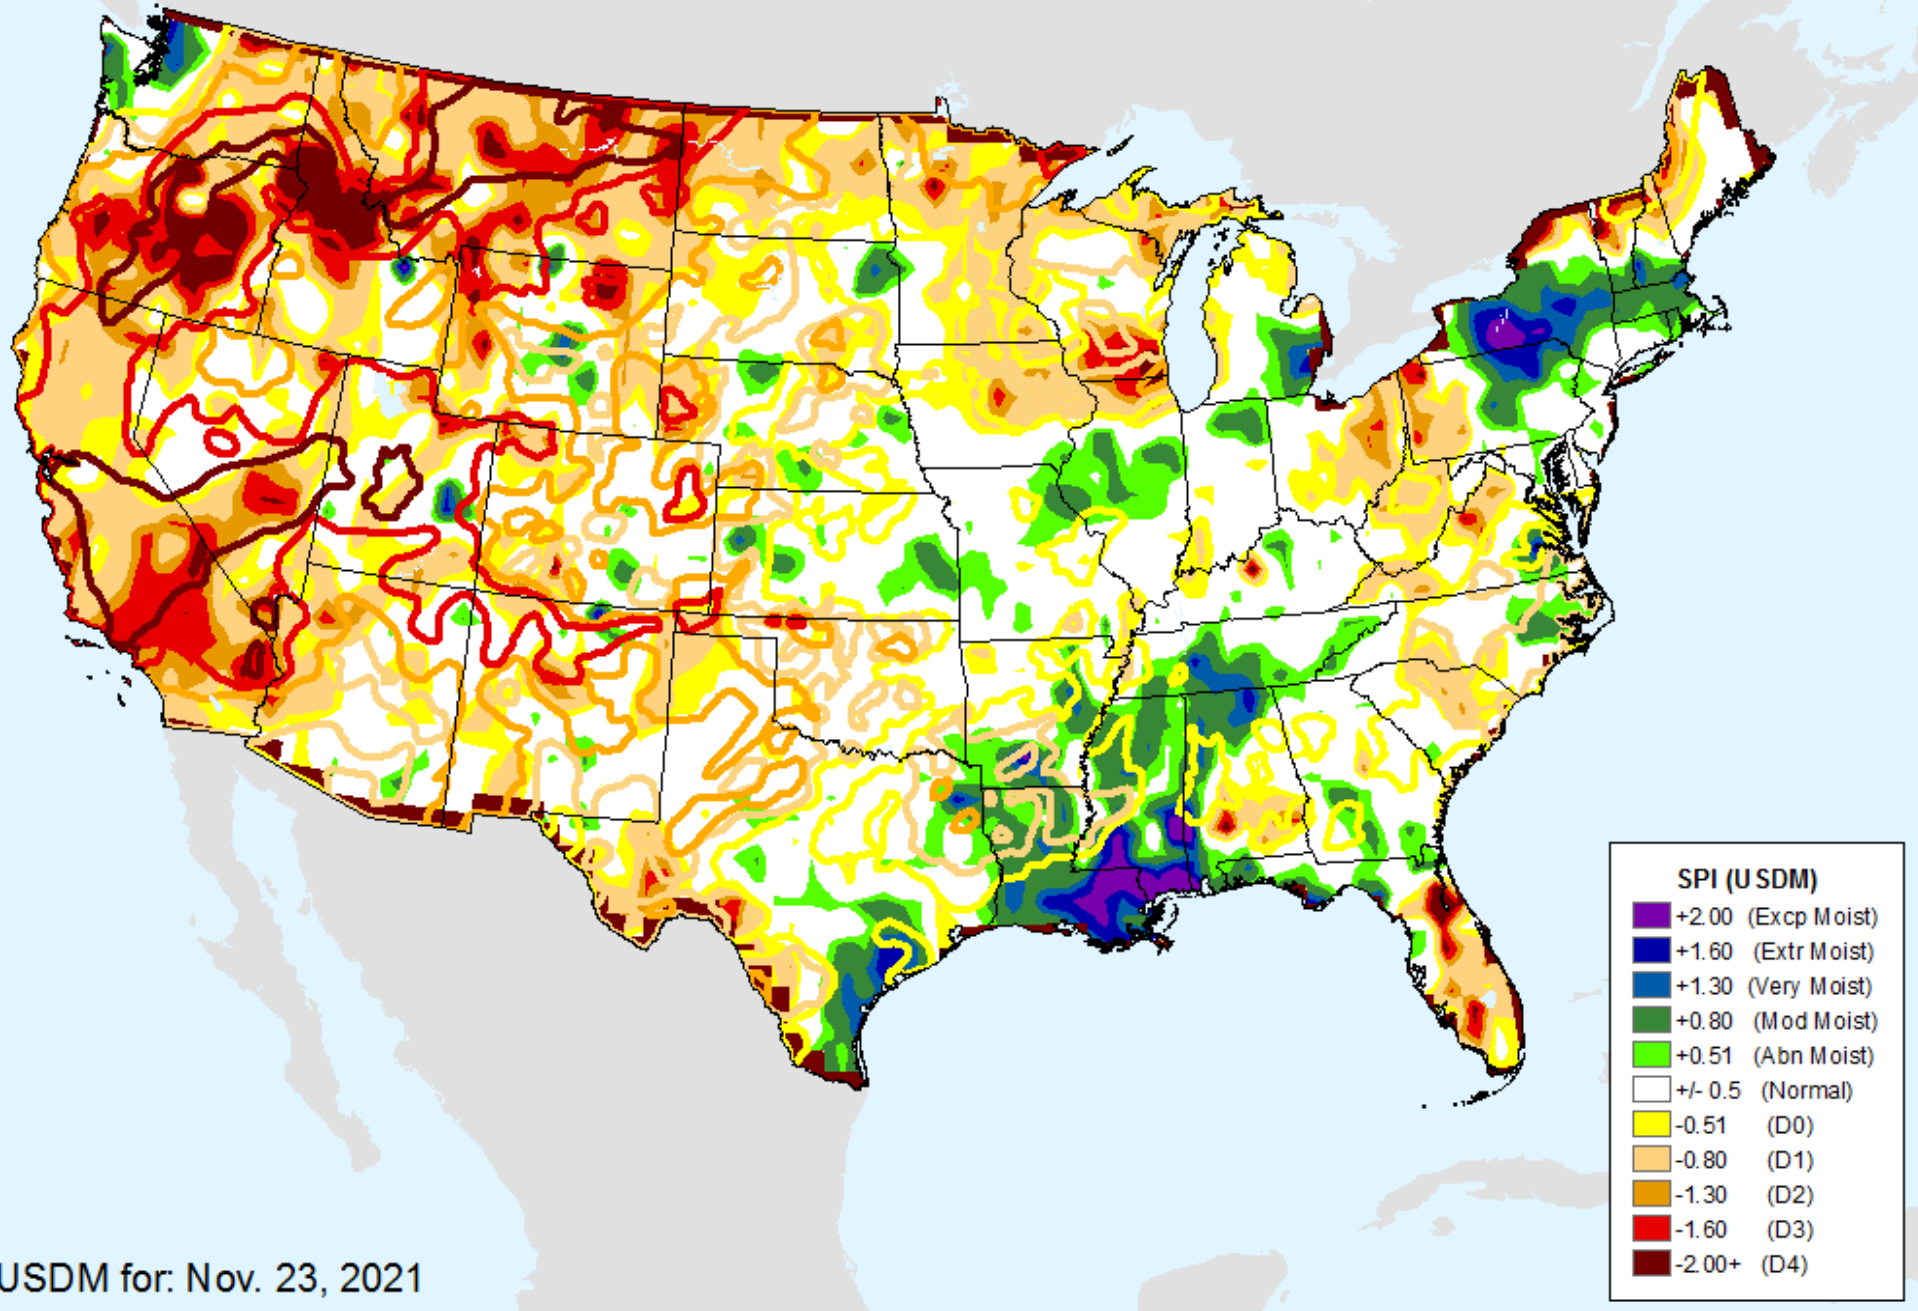 SPI (USDM)
+2.00 (Excp Moist)
+1.60 (Extr Moist)
+1.30 (Very Moist)
+0.80 (Mod Moist)
+0.51 (Abn Moist)
+/- 0.5 (Normal)
-0.51 (D0)
-0.80 (D1)
-1.30 (D2)
-1.60 (D3)
-2.00+ (D4)
USDM for: Nov. 23, 2021